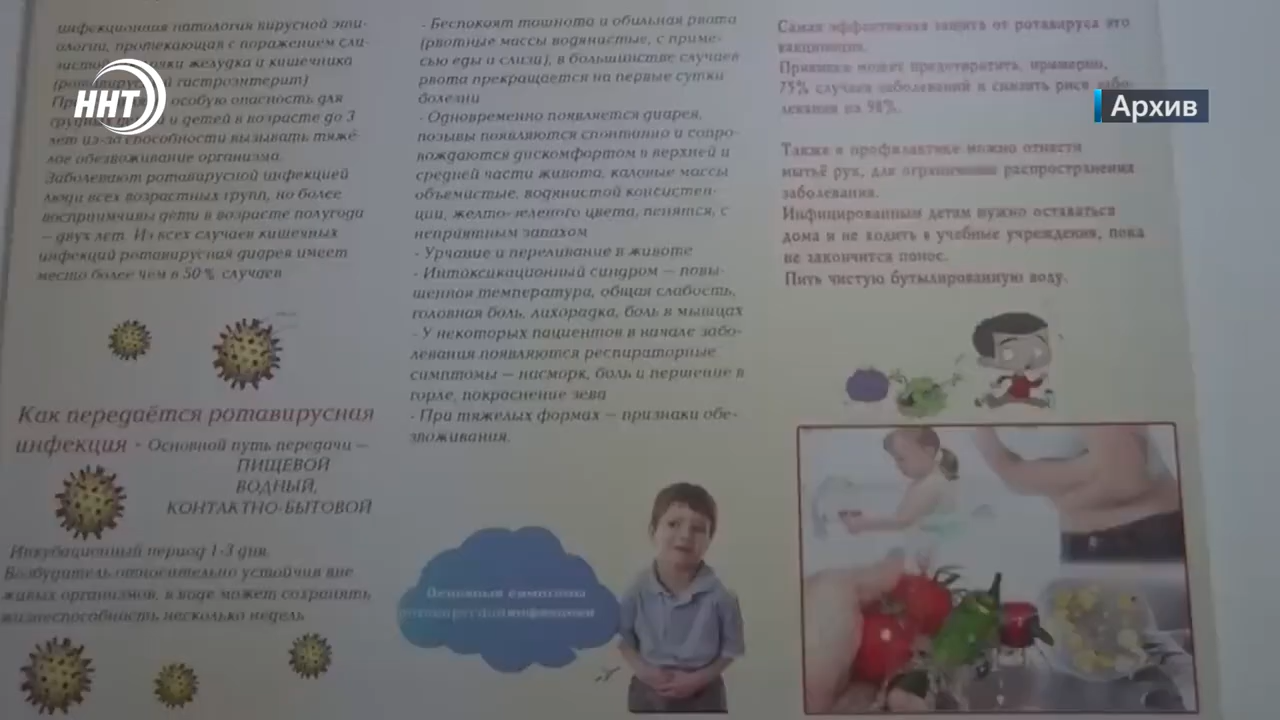 ННТ
Архив
инфекционная патология вирусной эти-
ологии, протекающая с поражением сли-
зистой желудка и кишечника
гастроэнтерит)
особую опасность для
и детей в возрасте до 3
лет из-за способности вызывать тяжё-
лое обезвоживание организма.
Заболевают ротавирусной инфекцией
люди всех возрастных групп, но более
восприимчивы дети в возрасте полугода
– двух лет. Из всех случаев кишечных
инфекций ротавирусная диарея имеет
место более чем в 50 % случаев
Как передаётся ротавирусная
инфекция - Основной путь передачи —
ПИЩЕВОЙ
ВОДНЫЙ,
КОНТАКТНО-БЫТОВОЙ
Инкубационный период 1-3 дня.
Возбудитель относительно устойчив вне
живых организмов, в воде может сохранять
жизнеспособность несколько недель
- Беспокоят тошнота и обильная рвота
(рвотные массы водянистые, с приме-
сью еды и слизи), в большинстве случаев
рвота прекращается на первые сутки
болезни
- Одновременно появляется диарея,
позывы появляются спонтанно и сопро-
вождаются дискомфортом в верхней и
средней части живота, каловые массы
объемистые, водянистой консистен-
ции, желто-зеленого цвета, пенятся, с
неприятным запахом
- Урчание и переливание в животе
- Интоксикационный синдром — повы-
шенная температура, общая слабость,
головная боль, лихорадка, боль в мышцах
- У некоторых пациентов в начале забо-
левания появляются респираторные
симптомы — насморк, боль и першение в
горле, покраснение зева
- При тяжелых формах — признаки обе-
звоживания.
Основные симптомы
ротавирусной инфекции
Самая эффективная защита от ротавируса это
вакцинация.
Прививка может предотвратить, примерно,
75% случаев заболеваний и снизить риск забо-
левания на 98%.
Также к профилактике можно отнести
мытьё рук, для ограничения распространения
заболевания.
Инфицированным детям нужно оставаться
дома и не ходить в учебные учреждения, пока
не закончится понос.
Пить чистую бутылированную воду.